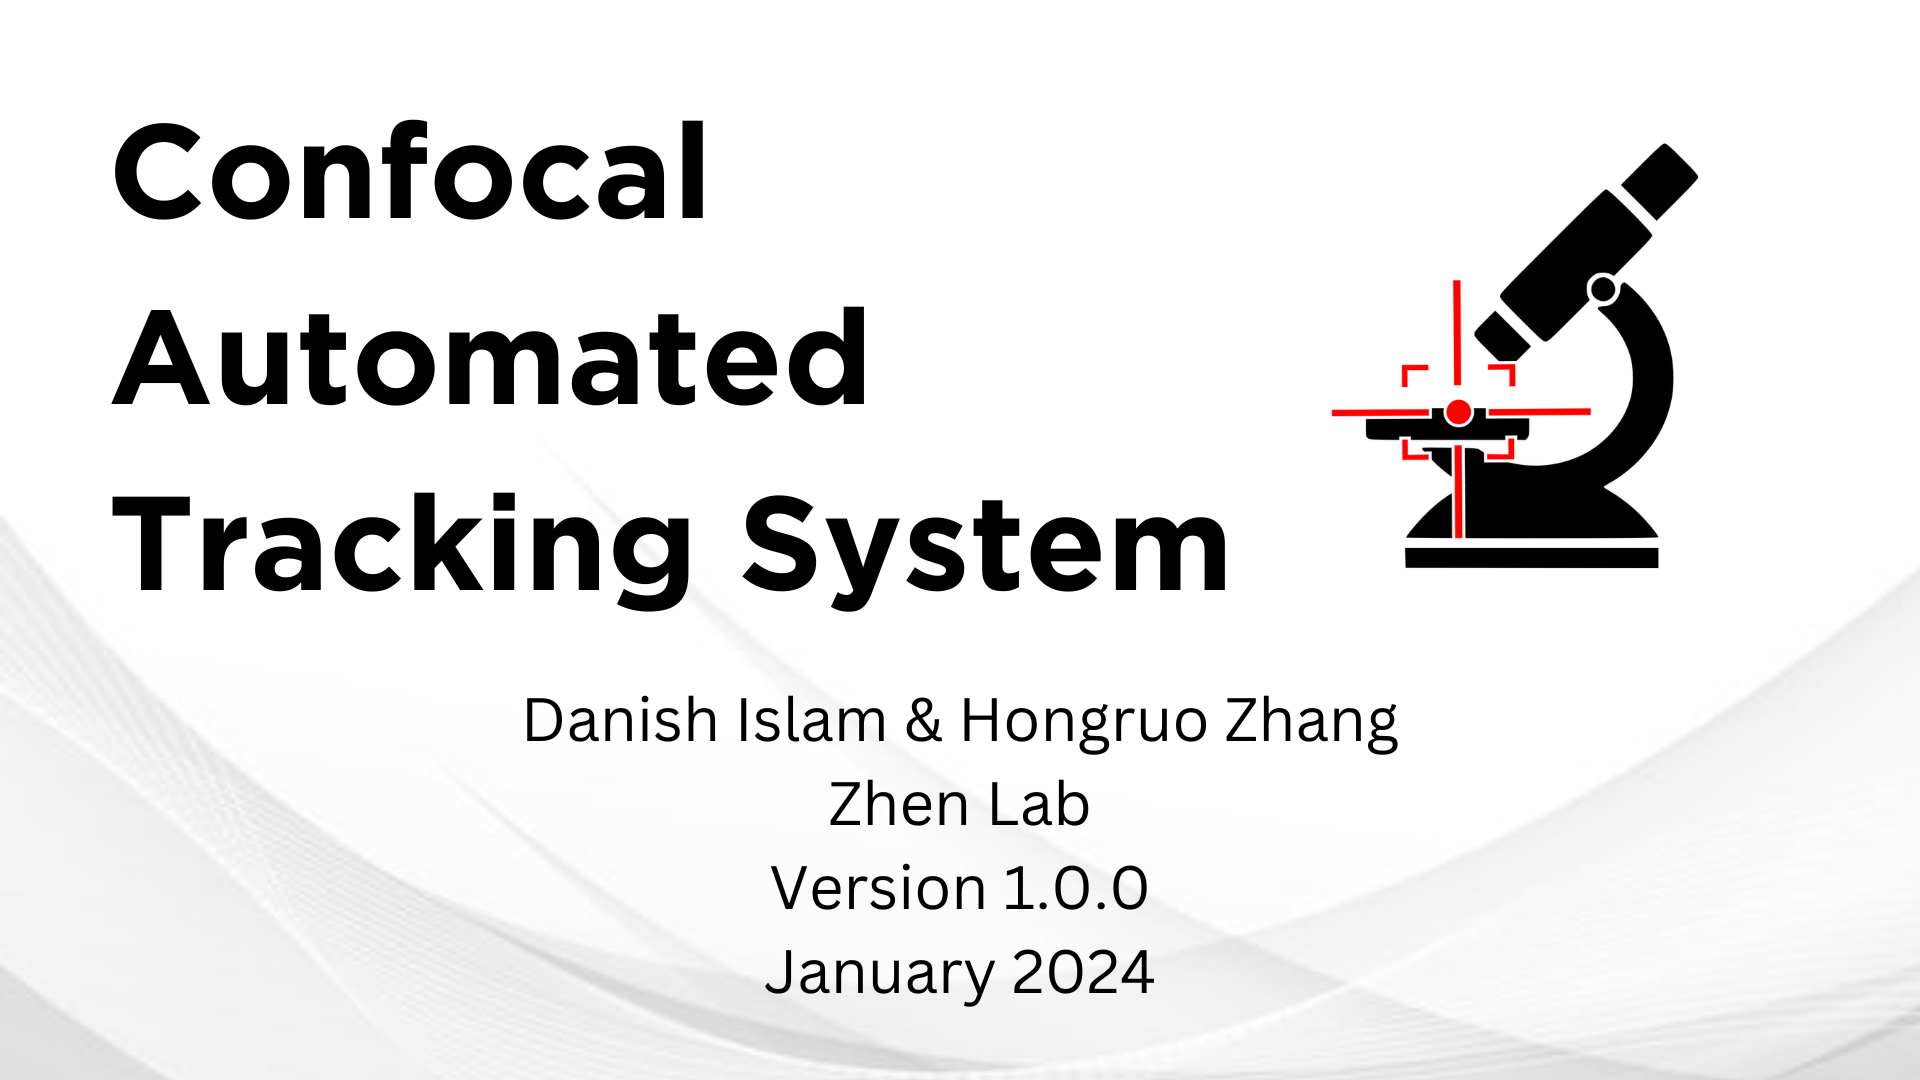 Confocal
Automated
Tracking System
Danish Islam & Hongruo Zhang
Zhen Lab
Version 1.0.0
January 2024